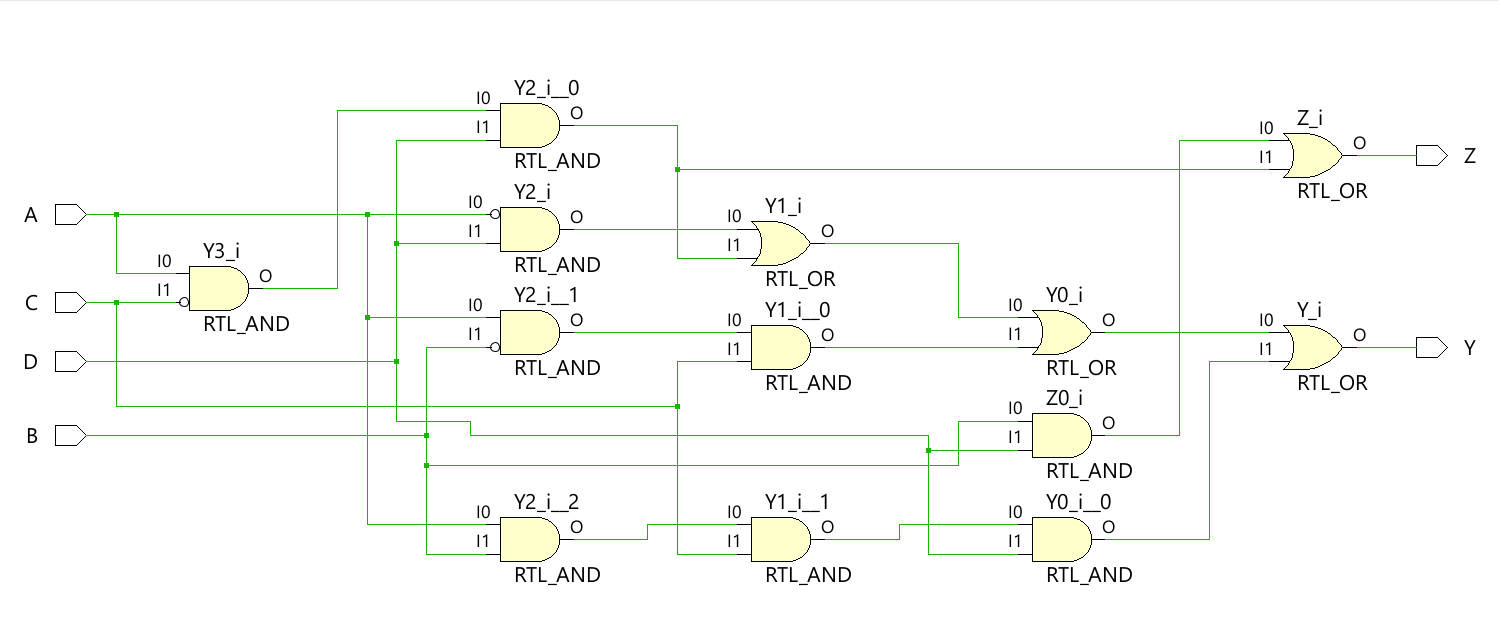 Y2_i__0
I0
O
I1
RTL_AND
Z_i
I0
O
I1
Z
RTL_OR
A
Y2_i
I0
O
I1
RTL_AND
Y1_i
I0
O
I1
RTL_OR
Y3_i
I0
O
I1
RTL_AND
C
D
B
Y2_i__1
I0
O
I1
RTL_AND
Y1_i__0
I0
O
I1
RTL_AND
Y0_i
I0
O
I1
RTL_OR
Y_i
I0
O
I1
Y
RTL_OR
Z0_i
I0
O
I1
RTL_AND
Y2_i__2
I0
O
I1
RTL_AND
Y1_i__1
I0
O
I1
RTL_AND
Y0_i__0
I0
O
I1
RTL_AND